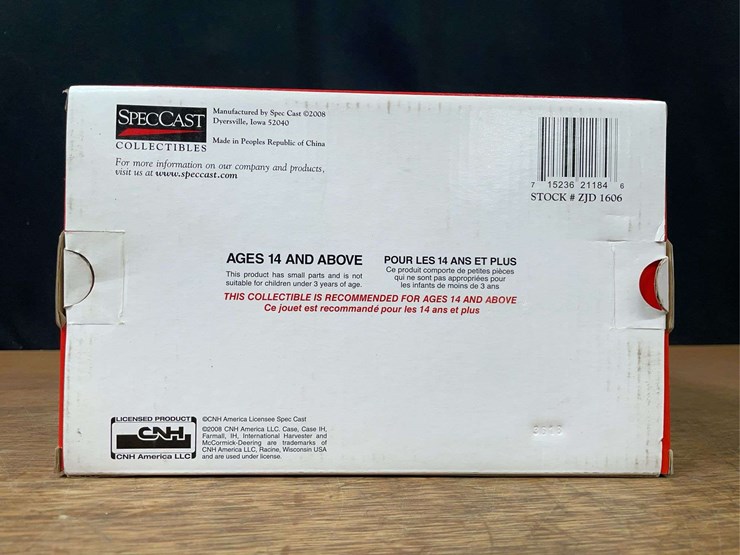 SPECCAST
COLLECTIBLES
Manufactured by Spec Cast ©2008
Dyersville, Iowa 52040
Made in Peoples Republic of China
For more information on our company and products,
visit us at www.speccast.com
7 15236 21184 6
STOCK # ZJD 1606
AGES 14 AND ABOVE
This product has small parts and is not
suitable for children under 3 years of age.
POUR LES 14 ANS ET PLUS
Ce produit comporte de petites pièces
qui ne sont pas appropriées pour
les infants de moins de 3 ans
THIS COLLECTIBLE IS RECOMMENDED FOR AGES 14 AND ABOVE
Ce jouet est recommandé pour les 14 ans et plus
LICENSED PRODUCT
CNH
CNH America LLC
©CNH America Licensee Spec Cast
©2008 CNH America LLC. Case, Case IH,
Farmall, IH, International Harvester and
McCormick-Deering are trademarks of
CNH America LLC, Racine, Wisconsin USA
and are used under license.